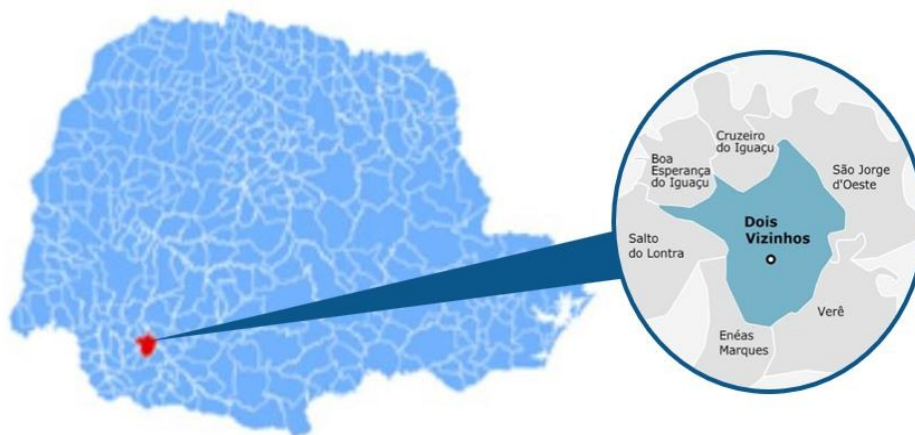 Cruzeiro
do Iguaçu
Boa
Esperança
do Iguaçu
São Jorge
d'Oeste
Dois
Vizinhos
Salto
do Lontra
Verê
Enéas
Marques